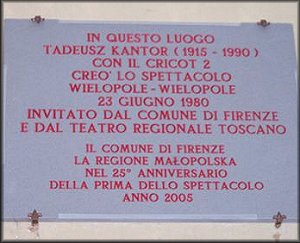 IN QUESTO LUOGO
TADEUSZ KANTOR (1915 - 1990)
CON IL CRICOT 2
CREO' LO SPETTACOLO
WIELOPOLE - WIELOPOLE
23 GIUGNO 1980
INVITATO DAL COMUNE DI FIRENZE
E DAL TEATRO REGIONALE TOSCANO
IL COMUNE DI FIRENZE
LA REGIONE MAŁOPOLSKA
NEL 25° ANNIVERSARIO
DELLA PRIMA DELLO SPETTACOLO
ANNO 2005